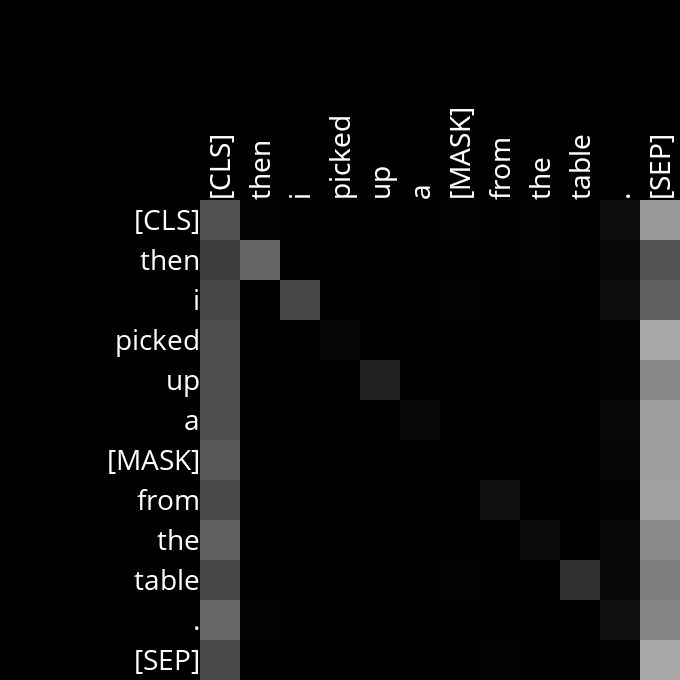 [CLS] then i picked up a [MASK] from the table . [SEP]
[CLS]
then
i
picked
up
a
[MASK]
from
the
table
.
[SEP]